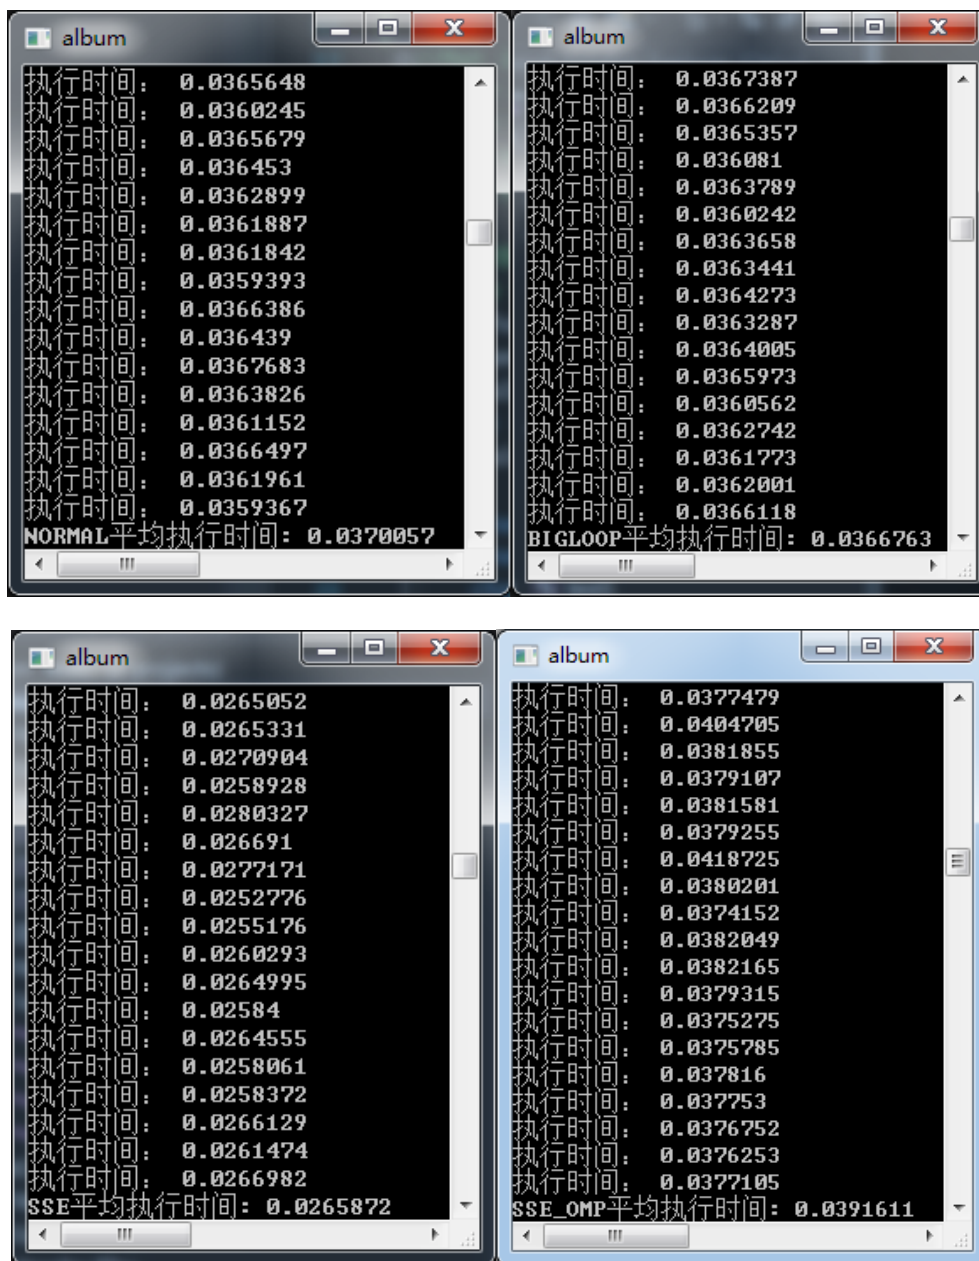 album
执行时间： 0.0365648
执行时间： 0.0360245
执行时间： 0.0365679
执行时间： 0.036453
执行时间： 0.0362899
执行时间： 0.0361887
执行时间： 0.0361842
执行时间： 0.0359393
执行时间： 0.0366386
执行时间： 0.036439
执行时间： 0.0367683
执行时间： 0.0363826
执行时间： 0.0361152
执行时间： 0.0366497
执行时间： 0.0361961
执行时间： 0.0359367
NORMAL平均执行时间: 0.0370057
album
执行时间： 0.0367387
执行时间： 0.0366209
执行时间： 0.0365357
执行时间： 0.036081
执行时间： 0.0363789
执行时间： 0.0360242
执行时间： 0.0363658
执行时间： 0.0363441
执行时间： 0.0364273
执行时间： 0.0363287
执行时间： 0.0364005
执行时间： 0.0365973
执行时间： 0.0360562
执行时间： 0.0362742
执行时间： 0.0361773
执行时间： 0.0362001
执行时间： 0.0366118
BIGLOOP平均执行时间: 0.0366763
album
执行时间： 0.0265052
执行时间： 0.0265331
执行时间： 0.0270904
执行时间： 0.0258928
执行时间： 0.0280327
执行时间： 0.026691
执行时间： 0.0277171
执行时间： 0.0252776
执行时间： 0.0255176
执行时间： 0.0260293
执行时间： 0.0264995
执行时间： 0.02584
执行时间： 0.0264555
执行时间： 0.0258061
执行时间： 0.0258372
执行时间： 0.0266129
执行时间： 0.0261474
执行时间： 0.0266982
SSE平均执行时间: 0.0265872
album
执行时间： 0.0377479
执行时间： 0.0404705
执行时间： 0.0381855
执行时间： 0.0379107
执行时间： 0.0381581
执行时间： 0.0379255
执行时间： 0.0418725
执行时间： 0.0380201
执行时间： 0.0374152
执行时间： 0.0382049
执行时间： 0.0382165
执行时间： 0.0379315
执行时间： 0.0375275
执行时间： 0.0375785
执行时间： 0.037816
执行时间： 0.037753
执行时间： 0.0376752
执行时间： 0.0376253
执行时间： 0.0377105
SSE_OMP平均执行时间: 0.0391611